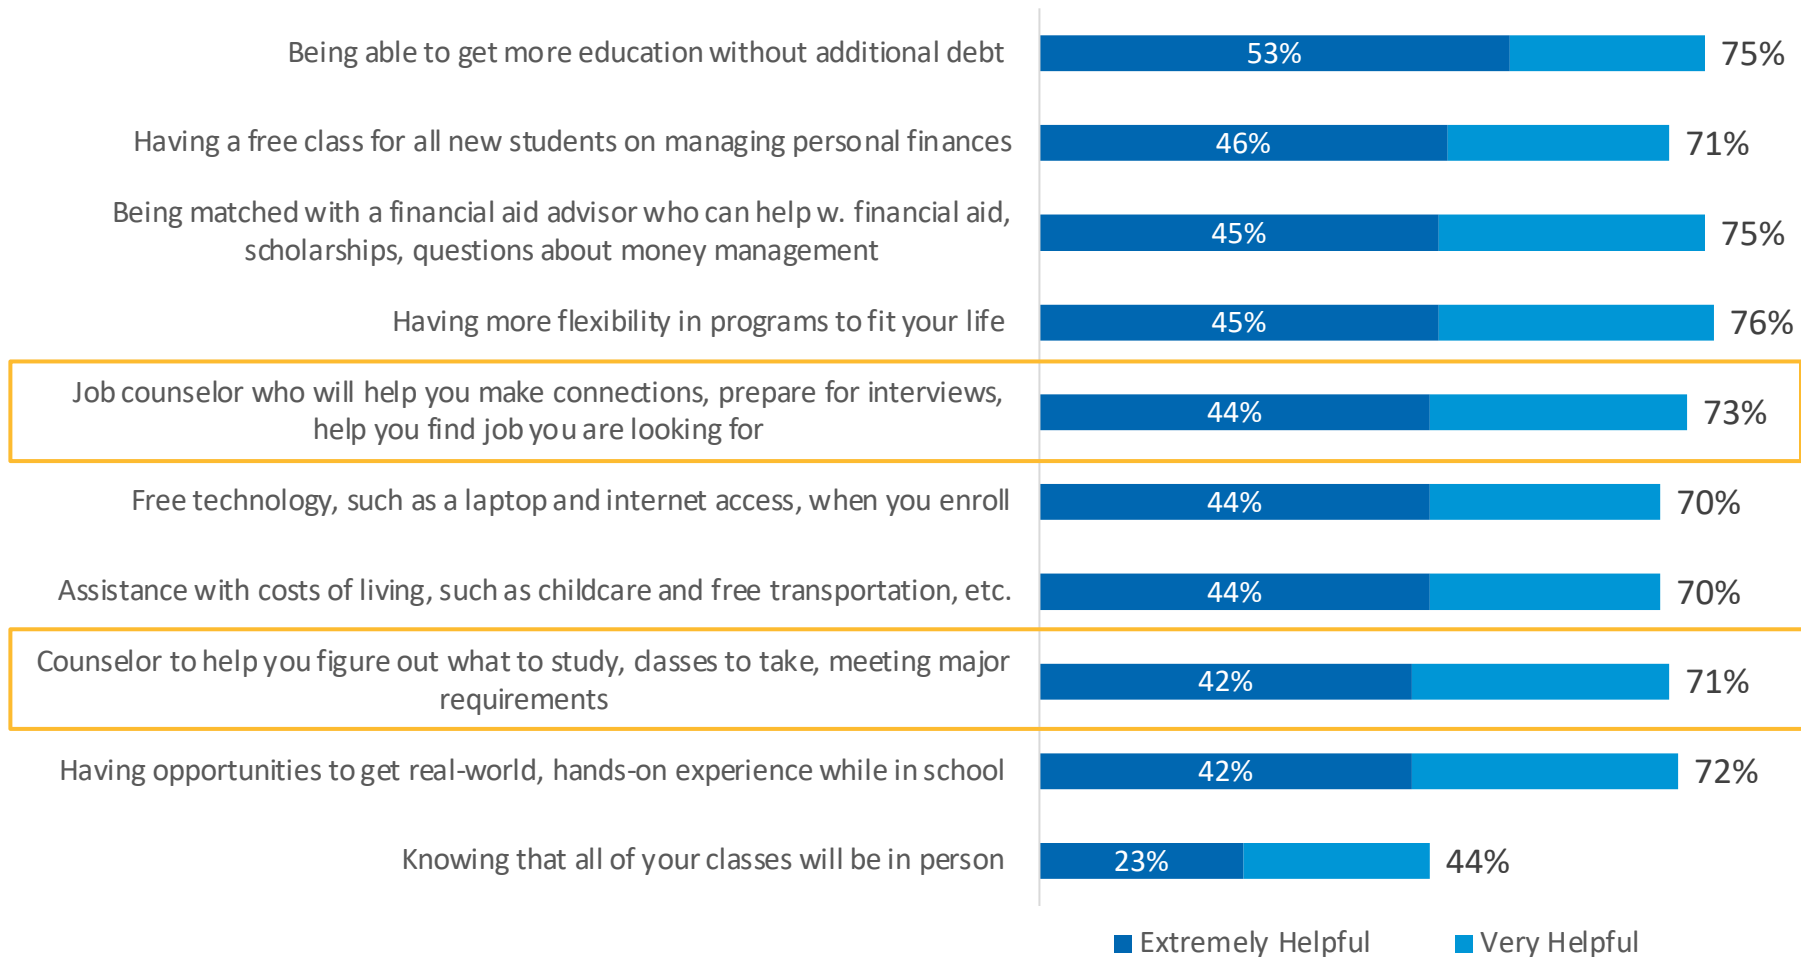 Being able to get more education without additional debt
53%
75%
Having a free class for all new students on managing personal finances
46%
71%
Being matched with a financial aid advisor who can help w. financial aid,
scholarships, questions about money management
45%
75%
Having more flexibility in programs to fit your life
45%
76%
Job counselor who will help you make connections, prepare for interviews,
help you find job you are looking for
44%
73%
Free technology, such as a laptop and internet access, when you enroll
44%
70%
Assistance with costs of living, such as childcare and free transportation, etc.
44%
70%
Counselor to help you figure out what to study, classes to take, meeting major
requirements
42%
71%
Having opportunities to get real-world, hands-on experience while in school
42%
72%
Knowing that all of your classes will be in person
23%
44%
Extremely Helpful
Very Helpful